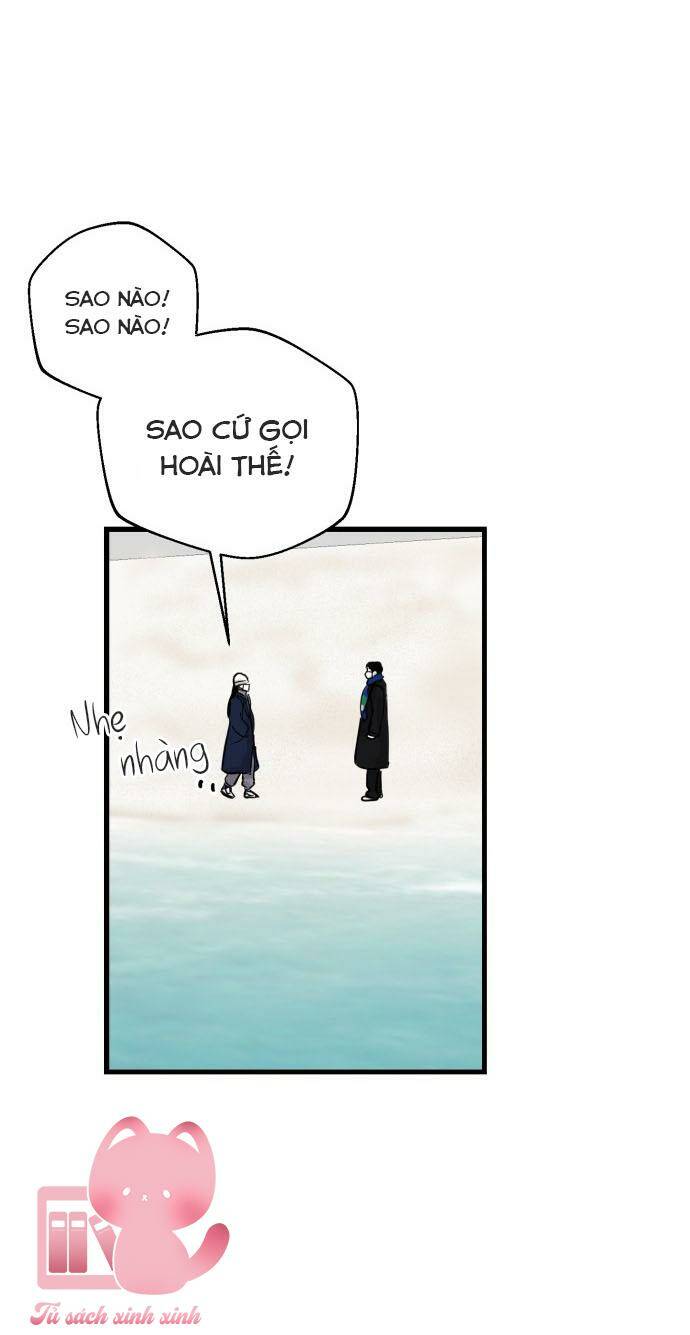 SAO NÀO!
SAO NÀO!
SAO CỨ GỌI
HOÀI THẾ!
Nhẹ
nhàng
Tủ sách xinh xinh